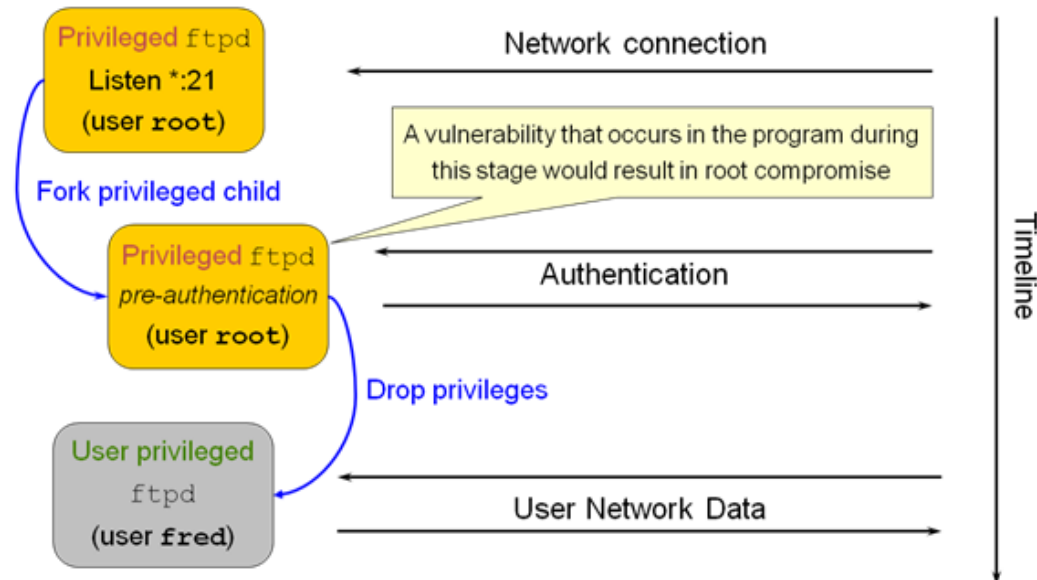 Privileged ftpd
Listen *:21
(user root)
Network connection
A vulnerability that occurs in the program during
this stage would result in root compromise
Fork privileged child
Privileged ftpd
pre-authentication
(user root)
Authentication
Timeline
Drop privileges
User privileged
ftpd
(user fred)
User Network Data